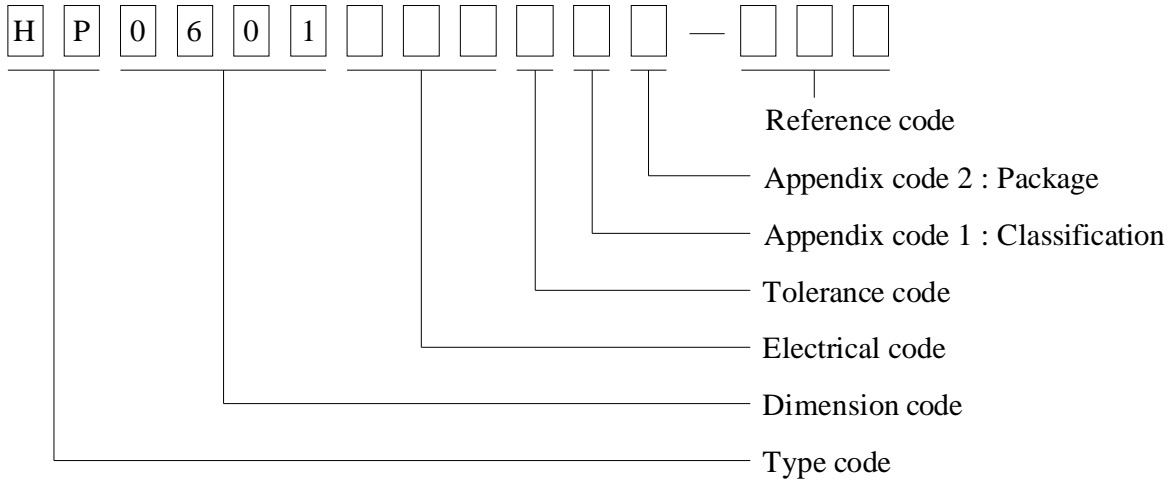 H P 0 6 0 1 —
Reference code
Appendix code 2 : Package
Appendix code 1 : Classification
Tolerance code
Electrical code
Dimension code
Type code